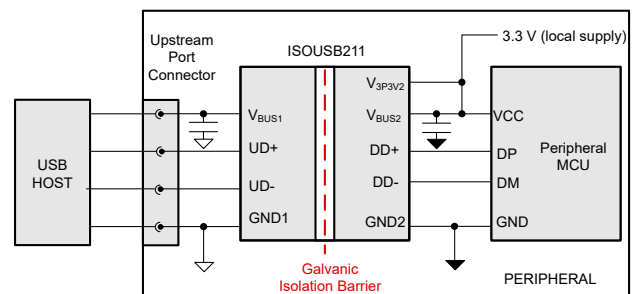 Upstream
Port
Connector
ISOUSB211
3.3 V (local supply)
V3P3V2
VBUS1
VBUS2
VCC
USB
HOST
UD+
DD+
DP
Peripheral
MCU
UD-
DD-
DM
GND1
GND2
GND
Galvanic
Isolation Barrier
PERIPHERAL